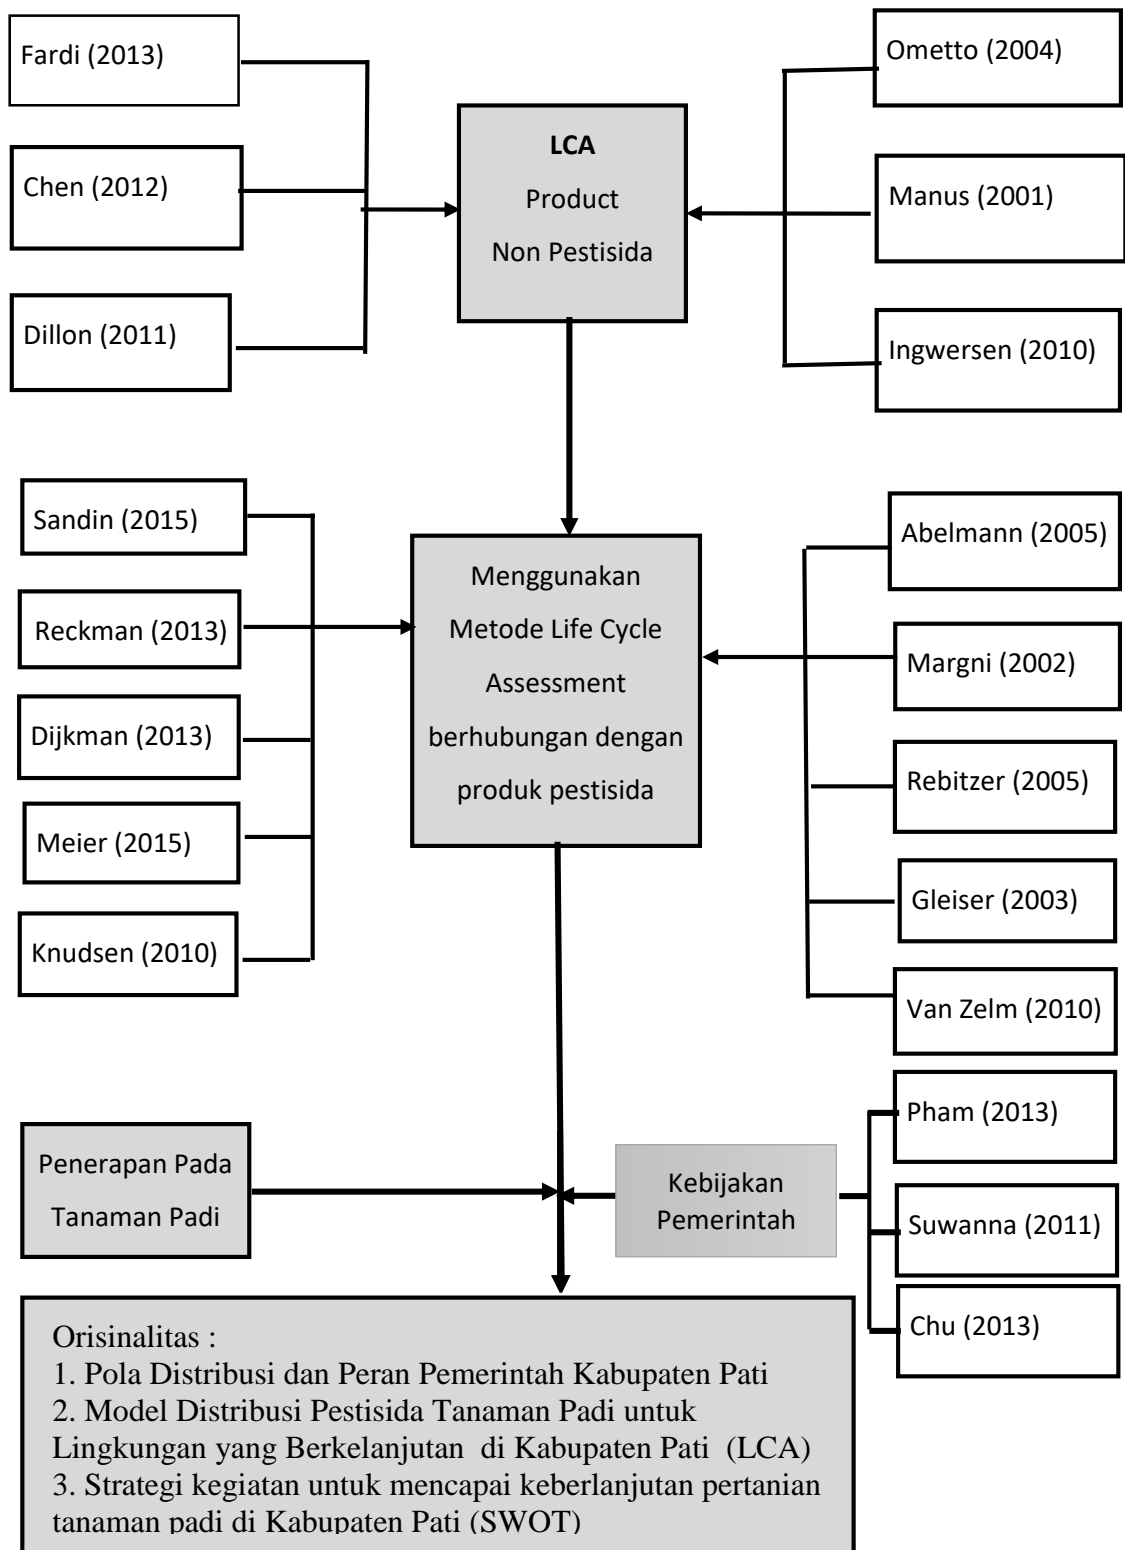 Fardi (2013)
Chen (2012)
Dillon (2011)
LCA
Product
Non Pestisida
Ometto (2004)
Manus (2001)
Ingwersen (2010)
Sandin (2015)
Reckman (2013)
Dijkman (2013)
Meier (2015)
Knudsen (2010)
Menggunakan
Metode Life Cycle
Assessment
berhubungan dengan
produk pestisida
Abelmann (2005)
Margni (2002)
Rebitzer (2005)
Gleiser (2003)
Van Zelm (2010)
Penerapan Pada
Tanaman Padi
Kebijakan
Pemerintah
Pham (2013)
Suwanna (2011)
Chu (2013)
Orisinalitas :
1. Pola Distribusi dan Peran Pemerintah Kabupaten Pati
2. Model Distribusi Pestisida Tanaman Padi untuk
Lingkungan yang Berkelanjutan di Kabupaten Pati (LCA)
3. Strategi kegiatan untuk mencapai keberlanjutan pertanian
tanaman padi di Kabupaten Pati (SWOT)